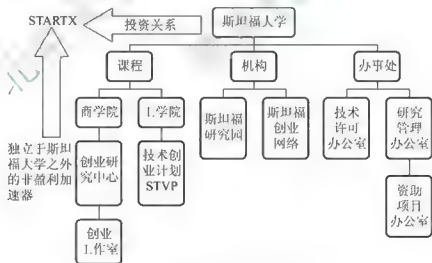 STARTX
投资关系
斯坦福大学
课程
机构
办事处
商学院
工学院
斯坦福
研究园
斯坦福
创业
网络
技术
许可
办公室
研究
管理
办公室
独立于斯坦
福大学之外
的非盈利加
速器
创业研
究中心
技术创
业计划
STVP
创业
工作室
资助
项目
办公室